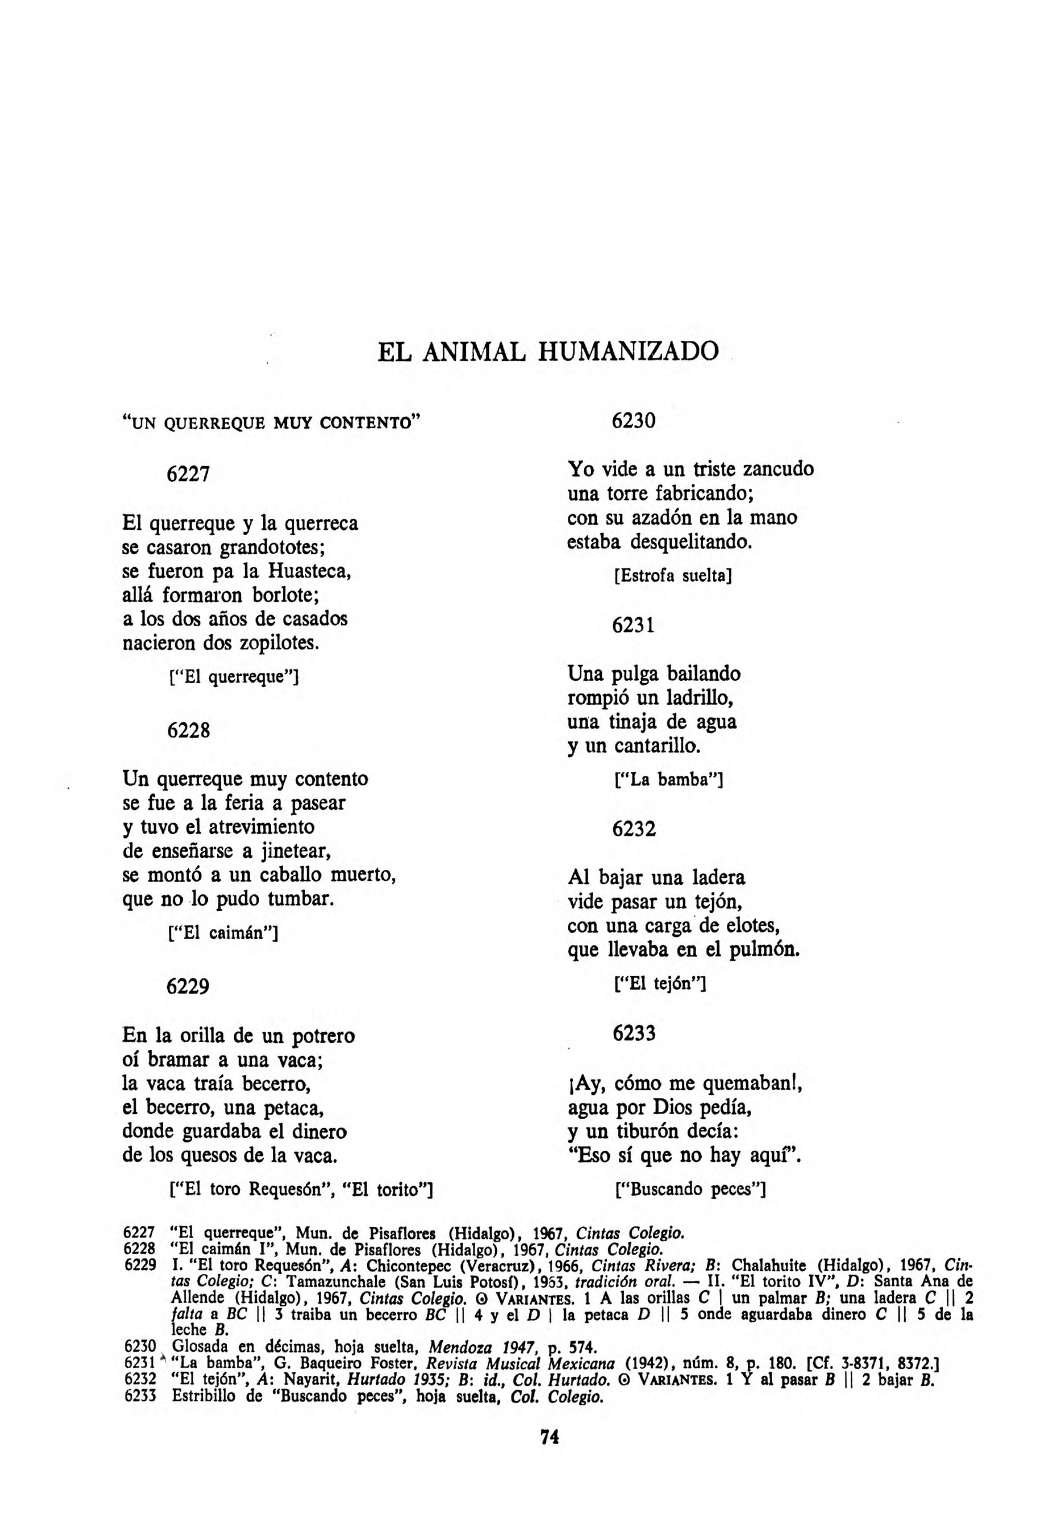 EL ANIMAL HUMANIZADO
“UN QUERREQUE MUY CONTENTO”
6227
El querreque y la querreca
se casaron grandototes;
se fueron pa la Huasteca,
allá formaron borlote;
a los dos años de casados
nacieron dos zopilotes.
[“El querreque”]
6228
Un querreque muy contento
se fue a la feria a pasear
y tuvo el atrevimiento
de enseñarse a jinetear,
se montó a un caballo muerto,
que no lo pudo tumbar.
[“El caimán”]
6229
En la orilla de un potrero
oí bramar a una vaca;
la vaca traía becerro,
el becerro, una petaca,
donde guardaba el dinero
de los quesos de la vaca.
[“El toro Requesón”, “El torito”]
6230
Yo vide a un triste zancudo
una torre fabricando;
con su azadón en la mano
estaba desquelitando.
[Estrofa suelta]
6231
Una pulga bailando
rompió un ladrillo,
una tinaja de agua
y un cantarillo.
[“La bamba”]
6232
Al bajar una ladera
vide pasar un tejón,
con una carga de elotes,
que llevaba en el pulmón.
[“El tejón”]
6233
¡Ay, cómo me quemaban!,
agua por Dios pedía,
y un tiburón decía:
“Eso sí que no hay aquí”.
[“Buscando peces”]
6227 “El querreque”, Mun. de Pisaflores (Hidalgo), 1967, Cintas Colegio.
6228 “El caimán I”, Mun. de Pisaflores (Hidalgo), 1967, Cintas Colegio.
6229 I. “El toro Requesón”, A: Chicontepec (Veracruz), 1966, Cintas Rivera; B: Chalahuite (Hidalgo), 1967, Cin-
tas Colegio; C: Tamazunchale (San Luis Potosí), 1953, tradición oral. — II. “El torito IV”, D: Santa Ana de
Allende (Hidalgo), 1967, Cintas Colegio. ⊙ VARIANTES. 1 A las orillas C | un palmar B; una ladera C || 2
falta a BC || 3 traiba un becerro BC || 4 y el D | la petaca D || 5 onde aguardaba dinero C || 5 de la
leche B.
6230 Glosada en décimas, hoja suelta, Mendoza 1947, p. 574.
6231 “La bamba”, G. Baqueiro Foster, Revista Musical Mexicana (1942), núm. 8, p. 180. [Cf. 3-8371, 8372.]
6232 “El tejón”, A: Nayarit, Hurtado 1935; B: id., Col. Hurtado. ⊙ VARIANTES. 1 Y al pasar B || 2 bajar B.
6233 Estribillo de “Buscando peces”, hoja suelta, Col. Colegio.
74